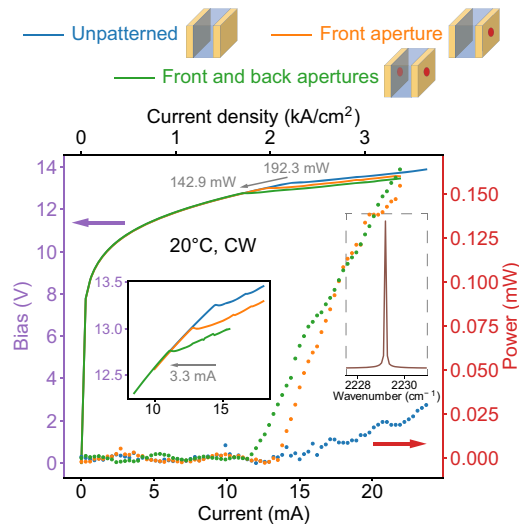 Unpatterned
Front aperture
Front and back apertures
Current density (kA/cm²)
0 1 2 3
14
12
10
8
6
4
2
0
Bias (V)
192.3 mW
142.9 mW
20°C, CW
13.5
13.0
12.5
3.3 mA
10 15
2228 2230
Wavenumber (cm⁻¹)
0.150
0.125
0.100
0.075
0.050
0.025
0.000
Power (mW)
0 5 10 15 20
Current (mA)